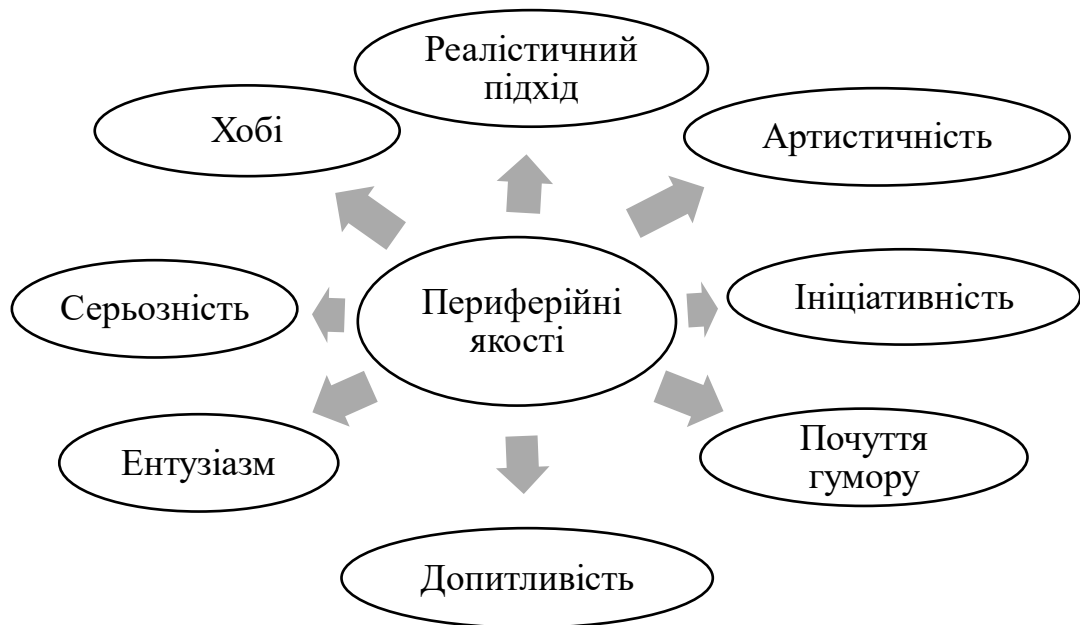 Реалістичний
підхід
Хобі
Артистичність
Серьозність
Периферійні
якості
Ініціативність
Ентузіазм
Почуття
гумору
Допитливість